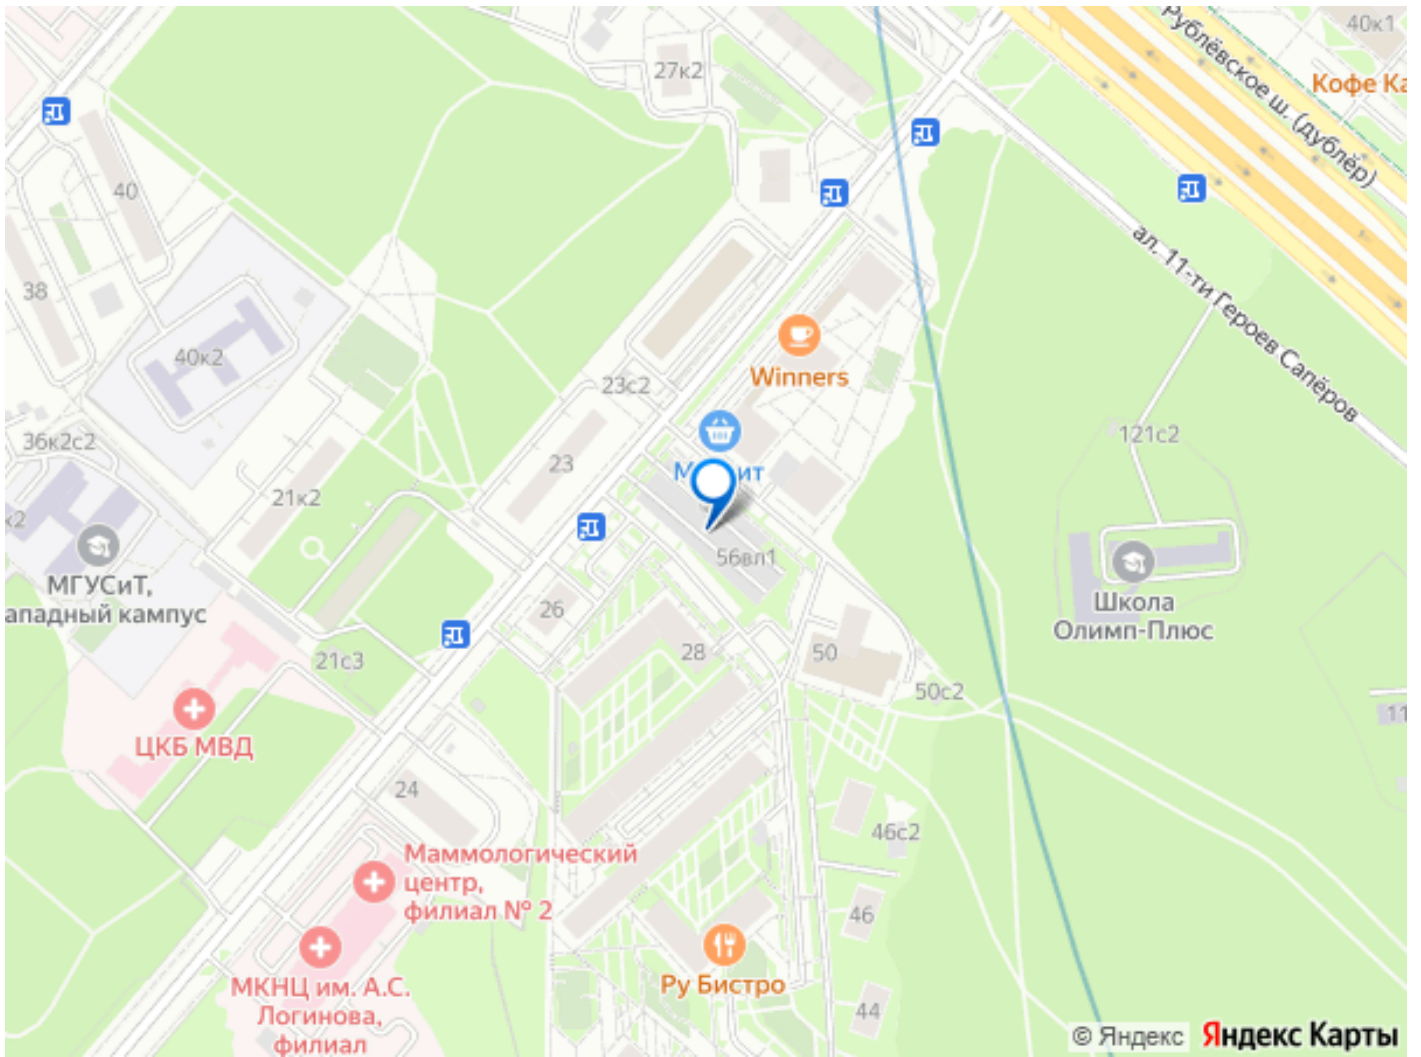 40к1
Рублёвское ш. (дублёр)
Кофе Ка
27к2
40
ал. 11-ти Героев Сапёров
38
40к2
Winners
23с2
121с2
36к2с2
23
21к2
к2
56вл1
МГУСиТ,
ападный кампус
Школа
Олимп-Плюс
26
28
50
21с3
50с2
11
ЦКБ МВД
24
46с2
Маммологический
центр,
филиал № 2
46
МКНЦ им. А.С.
Логинова,
филиал
Ру Бистро
44
© Яндекс Яндекс Карты